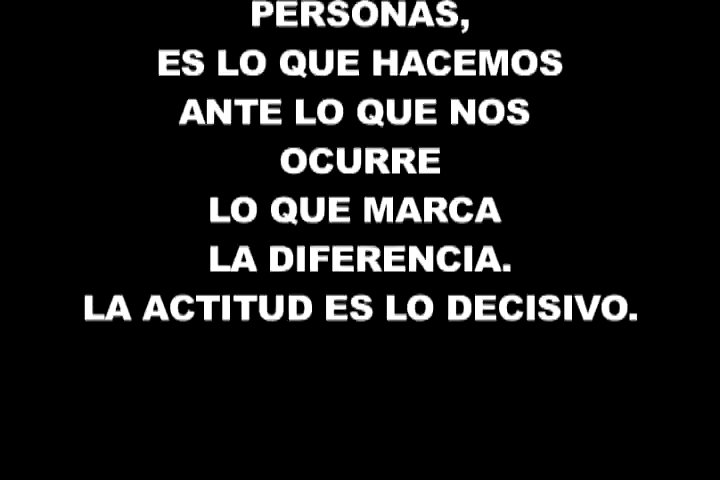 PERSONAS,
ES LO QUE HACEMOS
ANTE LO QUE NOS
OCURRE
LO QUE MARCA
LA DIFERENCIA.
LA ACTITUD ES LO DECISIVO.